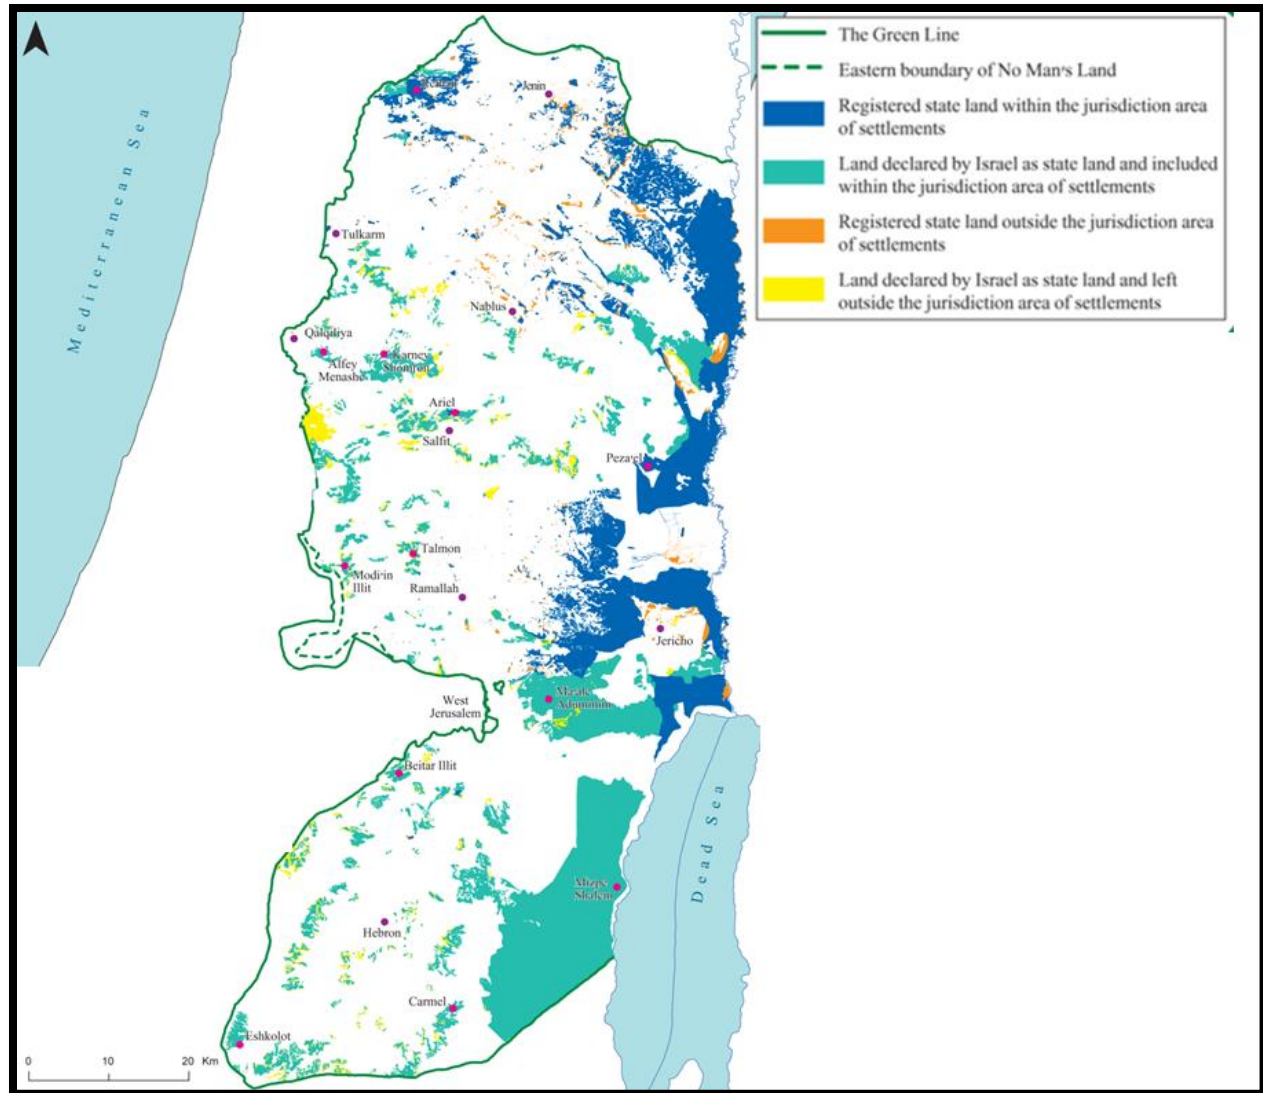 The Green Line
Eastern boundary of No Man's Land
Registered state land within the jurisdiction area
of settlements
Land declared by Israel as state land and included
within the jurisdiction area of settlements
Registered state land outside the jurisdiction area
of settlements
Land declared by Israel as state land and left
outside the jurisdiction area of settlements
Mediterranean Sea
Jenin
Tulkarm
Nablus
Qalqiliya
Alfey
Menashe
Karney
Shomron
Ariel
Salfit
Peza'el
Talmon
Modi'in
Illit
Ramallah
Jericho
West
Jerusalem
Ma'ale
Adummim
Beitar Illit
Dead Sea
Mizpe
Shalem
Hebron
Carmel
Eshkolot
0 10 20 Km